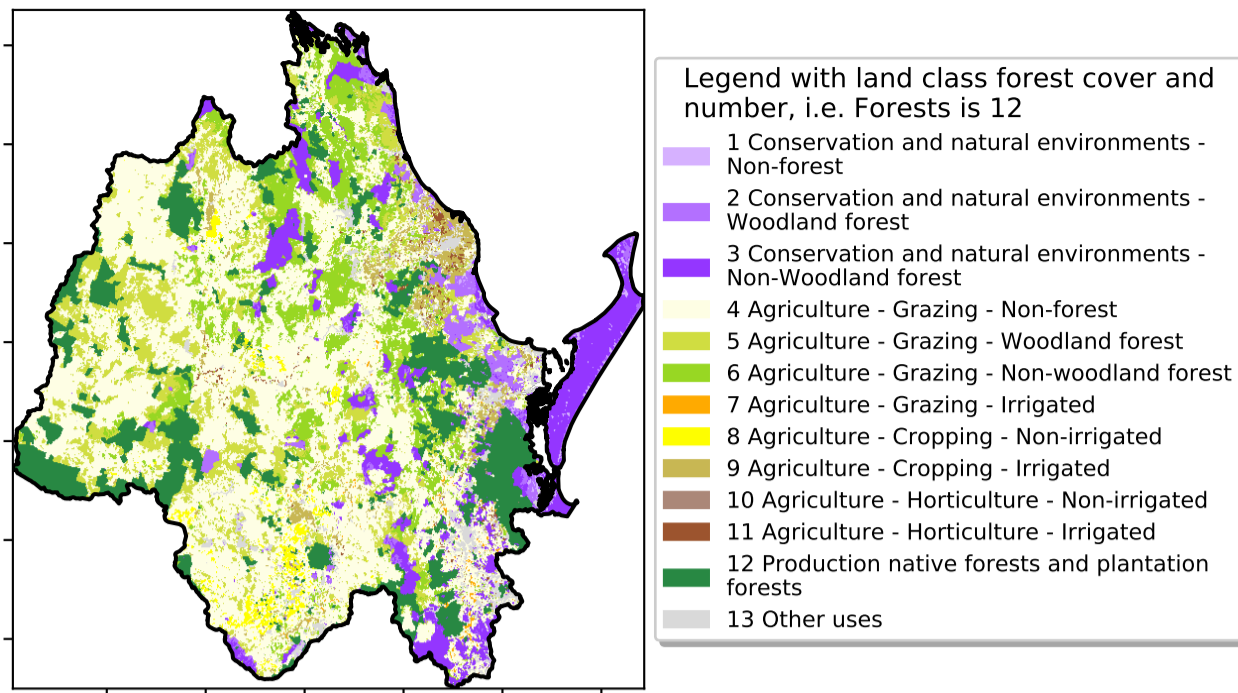 Legend with land class forest cover and
number, i.e. Forests is 12
1 Conservation and natural environments -
Non-forest
2 Conservation and natural environments -
Woodland forest
3 Conservation and natural environments -
Non-Woodland forest
4 Agriculture - Grazing - Non-forest
5 Agriculture - Grazing - Woodland forest
6 Agriculture - Grazing - Non-woodland forest
7 Agriculture - Grazing - Irrigated
8 Agriculture - Cropping - Non-irrigated
9 Agriculture - Cropping - Irrigated
10 Agriculture - Horticulture - Non-irrigated
11 Agriculture - Horticulture - Irrigated
12 Production native forests and plantation
forests
13 Other uses